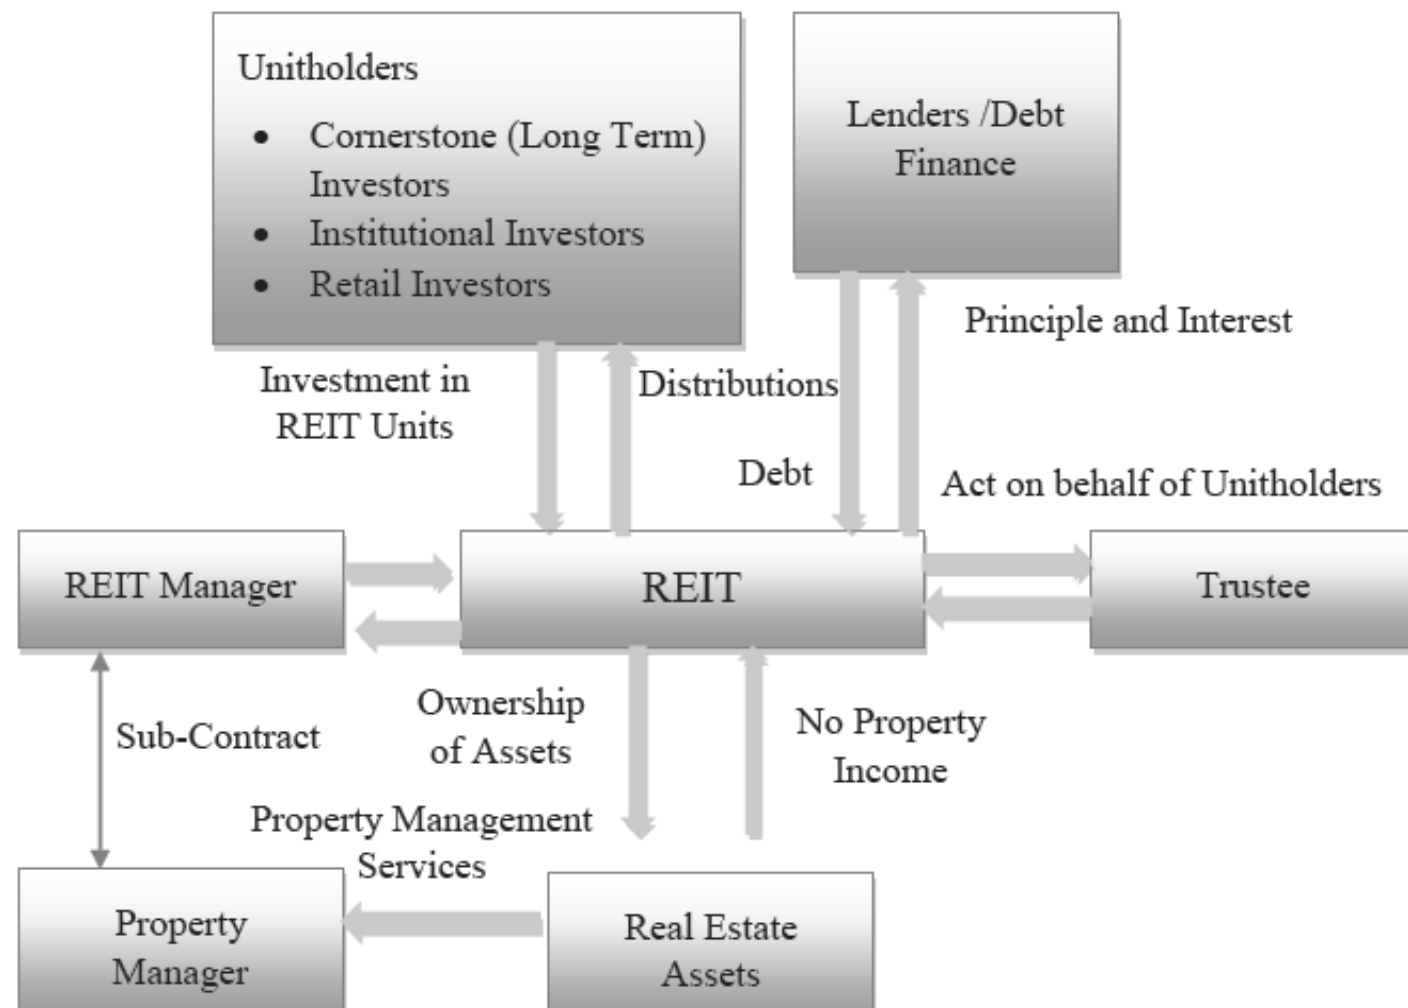 Unitholders
• Cornerstone (Long Term)
Investors
• Institutional Investors
• Retail Investors
Lenders /Debt
Finance
Principle and Interest
Investment in
REIT Units
Distributions
Debt
Act on behalf of Unitholders
REIT Manager
REIT
Trustee
Sub-Contract
Ownership
of Assets
No Property
Income
Property Management
Services
Property
Manager
Real Estate
Assets